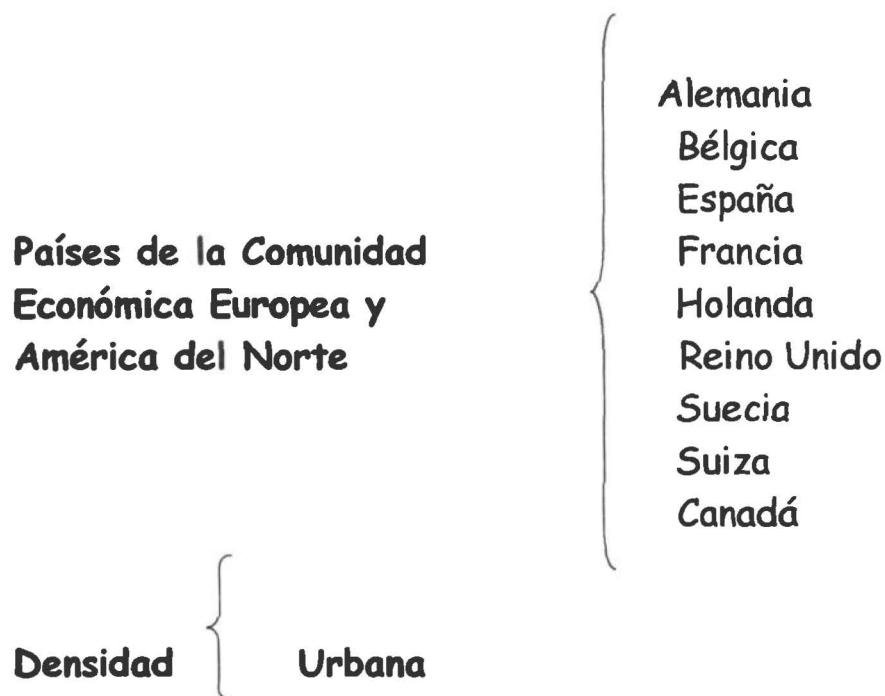 Países de la Comunidad
Económica Europea y
América del Norte
Alemania
Bélgica
España
Francia
Holanda
Reino Unido
Suecia
Suiza
Canadá
Densidad
Urbana